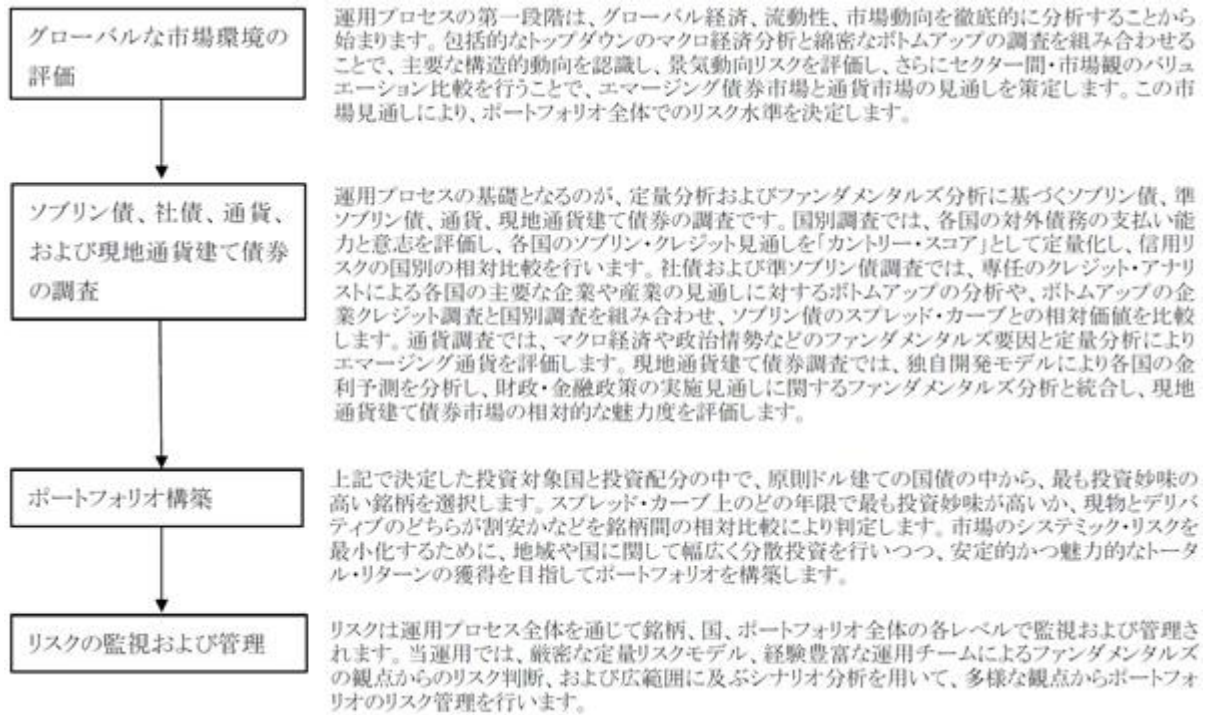 グローバルな市場環境の
評価
運用プロセスの第一段階は、グローバル経済、流動性、市場動向を徹底的に分析することから
始まります。包括的なトップダウンのマクロ経済分析と綿密なボトムアップの調査を組み合わせる
ことで、主要な構造的動向を認識し、景気動向リスクを評価し、さらにセクター間・市場観のバリュ
エーション比較を行うことで、エマージング債券市場と通貨市場の見通しを策定します。この市
場見通しにより、ポートフォリオ全体でのリスク水準を決定します。
ソブリン債、社債、通貨、
および現地通貨建て債券
の調査
運用プロセスの基礎となるのが、定量分析およびファンダメンタルズ分析に基づくソブリン債、準
ソブリン債、通貨、現地通貨建て債券の調査です。国別調査では、各国の対外債務の支払い能
力と意志を評価し、各国のソブリン・クレジット見通しを「カントリー・スコア」として定量化し、信用リ
スクの国別の相対比較を行います。社債および準ソブリン債調査では、専任のクレジット・アナリ
ストによる各国の主要な企業や産業の見通しに対するボトムアップの分析や、ボトムアップの企
業クレジット調査と国別調査を組み合わせ、ソブリン債のスプレッド・カーブとの相対価値を比較
します。通貨調査では、マクロ経済や政治情勢などのファンダメンタルズ要因と定量分析により
エマージング通貨を評価します。現地通貨建て債券調査では、独自開発モデルにより各国の金
利予測を分析し、財政・金融政策の実施見通しに関するファンダメンタルズ分析と統合し、現地
通貨建て債券市場の相対的な魅力度を評価します。
ポートフォリオ構築
上記で決定した投資対象国と投資配分の中で、原則ドル建ての国債の中から、最も投資妙味の
高い銘柄を選択します。スプレッド・カーブ上のどの年限で最も投資妙味が高いか、現物とデリバ
ティブのどちらが割安かなどを銘柄間の相対比較により判定します。市場のシステミック・リスクを
最小化するために、地域や国に関して幅広く分散投資を行いつつ、安定的かつ魅力的なトータ
ル・リターンの獲得を目指してポートフォリオを構築します。
リスクの監視および管理
リスクは運用プロセス全体を通じて銘柄、国、ポートフォリオ全体の各レベルで監視および管理さ
れます。当運用では、厳密な定量リスクモデル、経験豊富な運用チームによるファンダメンタルズ
の観点からのリスク判断、および広範囲に及ぶシナリオ分析を用いて、多様な観点からポートフォ
リオのリスク管理を行います。